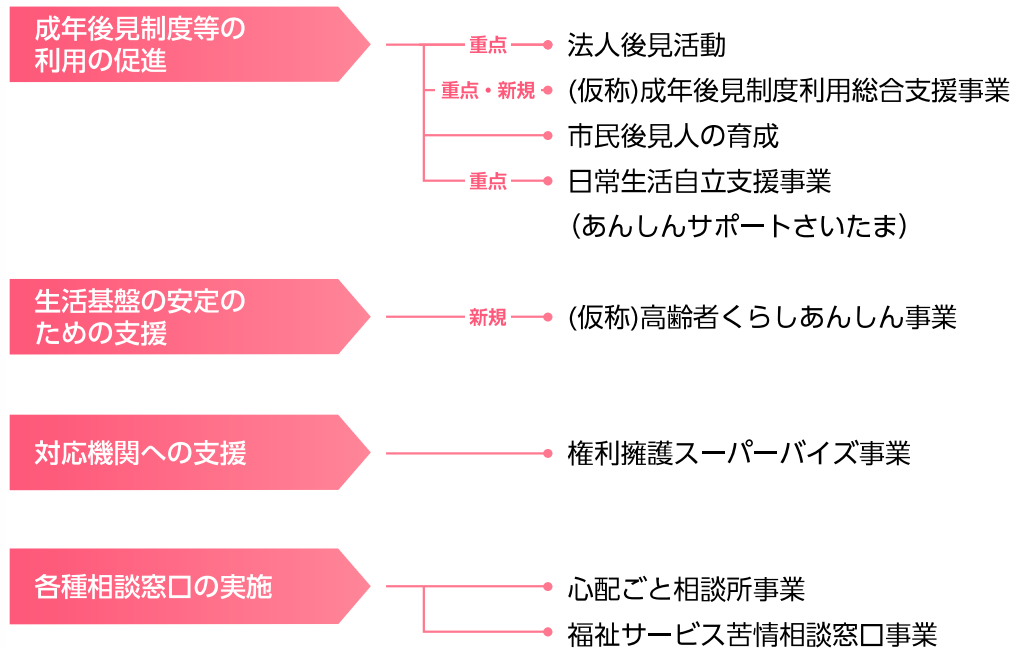 成年後見制度等の
利用の促進
重点
法人後見活動
重点・新規
(仮称)成年後見制度利用総合支援事業
市民後見人の育成
重点
日常生活自立支援事業
（あんしんサポートさいたま）
生活基盤の安定の
ための支援
新規
(仮称)高齢者くらしあんしん事業
対応機関への支援
権利擁護スーパーバイズ事業
各種相談窓口の実施
心配ごと相談所事業
福祉サービス苦情相談窓口事業